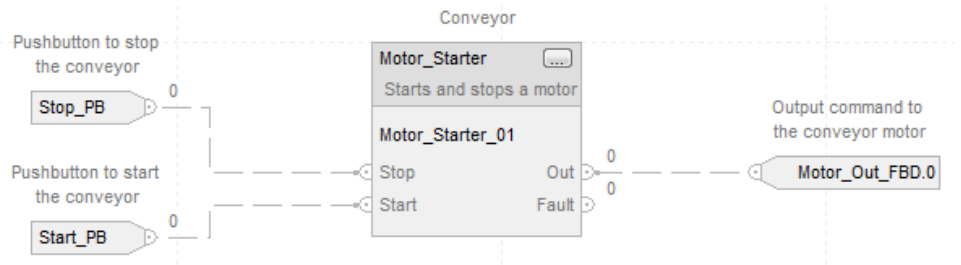 Conveyor
Pushbutton to stop
the conveyor
0
Stop_PB
Motor_Starter
...
Starts and stops a motor
Output command to
the conveyor motor
Motor_Starter_01
Pushbutton to start
the conveyor
0
Start_PB
Stop
Out
0
Motor_Out_FBD.0
Start
Fault
0